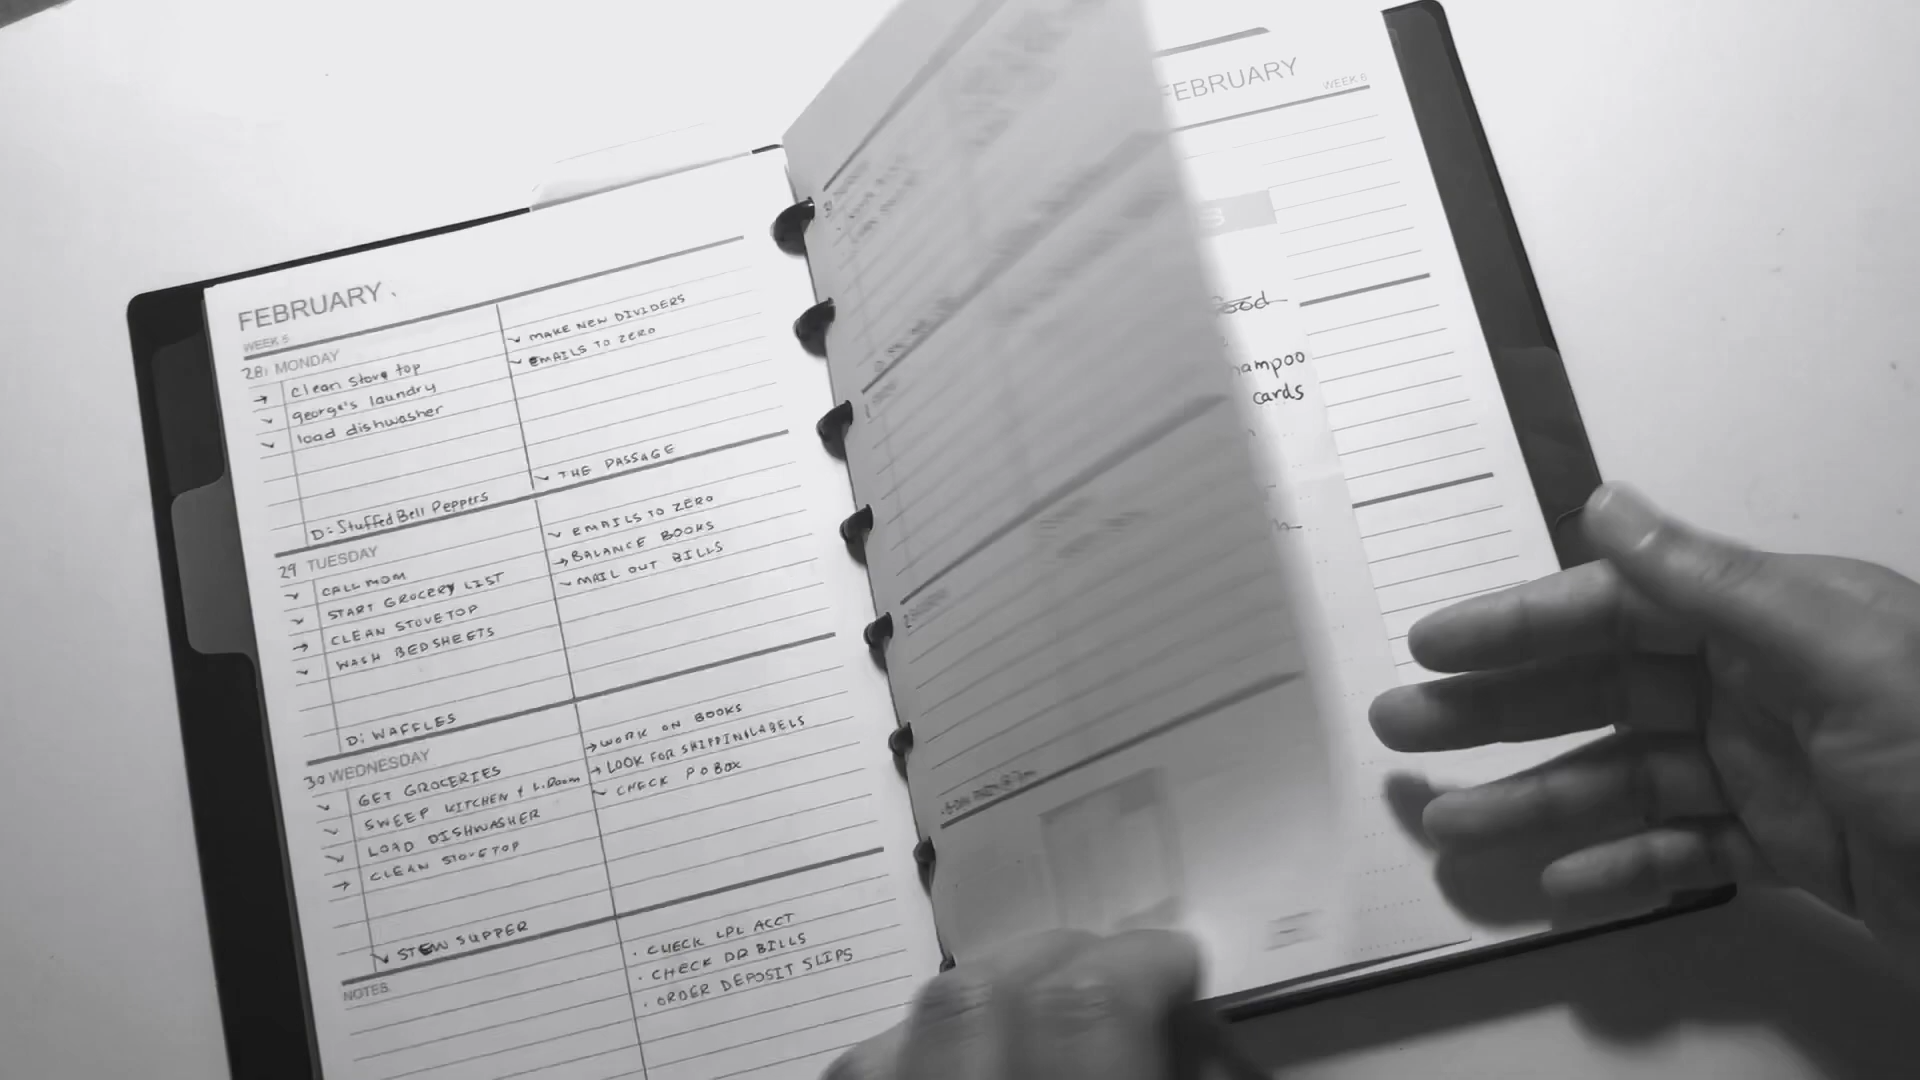 FEBRUARY
WEEK 5
28 MONDAY
→ clean stove top
george's laundry
load dishwasher
D: Stuffed Bell Peppers
MAKE NEW DIVIDERS
EMAILS TO ZERO
THE PASSAGE
29 TUESDAY
CALL MOM
START GROCERY LIST
→ CLEAN STOVETOP
WASH BEDSHEETS
D: WAFFLES
EMAILS TO ZERO
→ BALANCE BOOKS
MAIL OUT BILLS
30 WEDNESDAY
GET GROCERIES
SWEEP KITCHEN & L.Room
LOAD DISHWASHER
→ CLEAN STOVETOP
STEW SUPPER
→ WORK ON BOOKS
→ LOOK FOR SHIPPING LABELS
CHECK PO BOX
NOTES
· CHECK LPL ACCT
· CHECK DR BILLS
· ORDER DEPOSIT SLIPS
FEBRUARY
WEEK 6
food
hampoo
cards